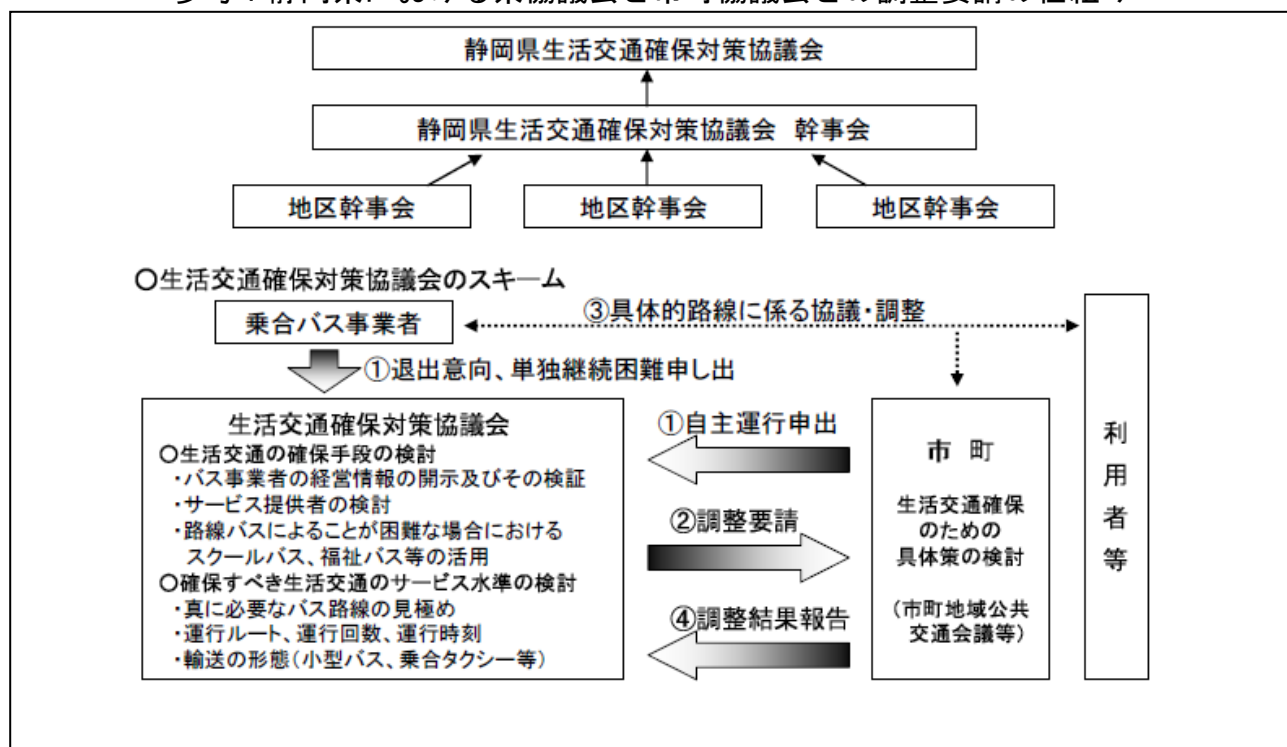 静岡県生活交通確保対策協議会
静岡県生活交通確保対策協議会 幹事会
地区幹事会
地区幹事会
地区幹事会
〇生活交通確保対策協議会のスキーム
乗合バス事業者
③具体的路線に係る協議・調整
①退出意向、単独継続困難申し出
生活交通確保対策協議会
〇生活交通の確保手段の検討
・バス事業者の経営情報の開示及びその検証
・サービス提供者の検討
・路線バスによることが困難な場合における
スクールバス、福祉バス等の活用
〇確保すべき生活交通のサービス水準の検討
・真に必要なバス路線の見極め
・運行ルート、運行回数、運行時刻
・輸送の形態(小型バス、乗合タクシー等)
①自主運行申出
②調整要請
④調整結果報告
市 町
生活交通確保
のための
具体策の検討
(市町地域公共
交通会議等)
利用者等